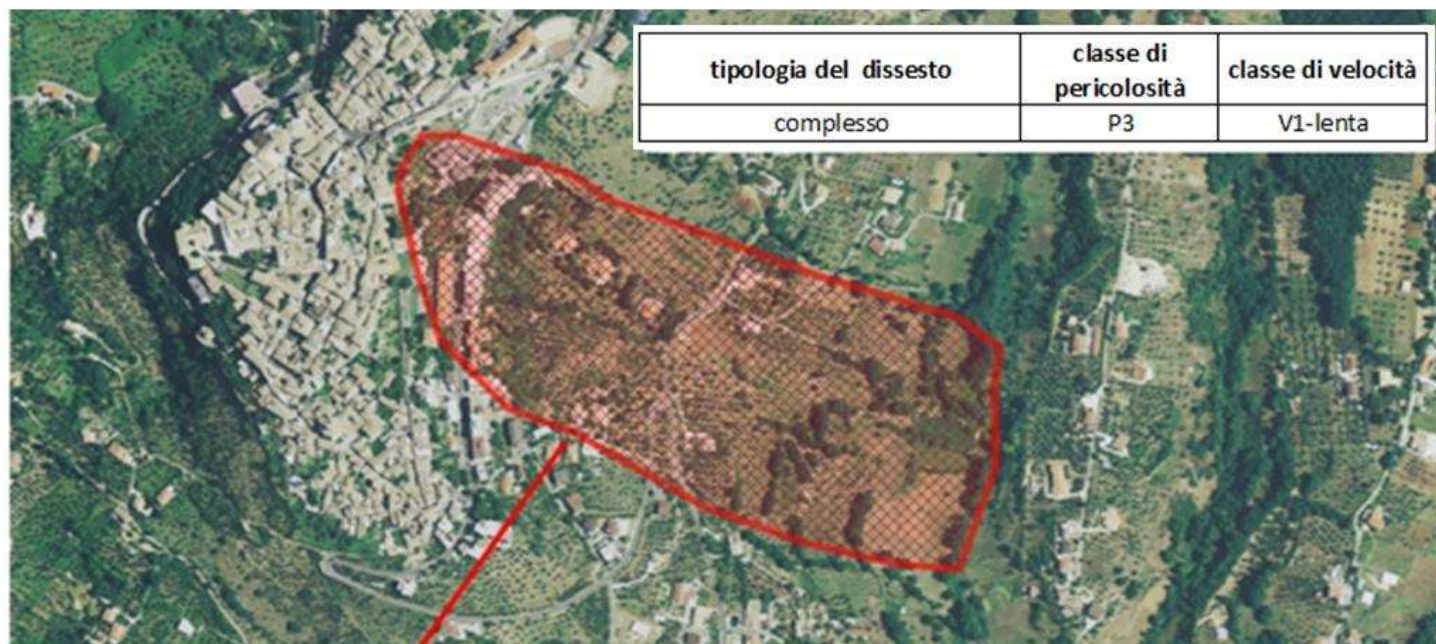 tipologia del dissesto
classe di
pericolosità
classe di velocità
complesso
P3
V1-lenta